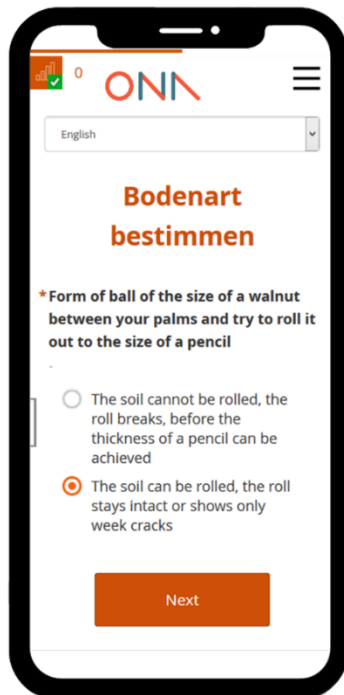 0
ONA
English
Bodenart
bestimmen
*Form of ball of the size of a walnut
between your palms and try to roll it
out to the size of a pencil
-
The soil cannot be rolled, the
roll breaks, before the
thickness of a pencil can be
achieved
The soil can be rolled, the roll
stays intact or shows only
week cracks
Next